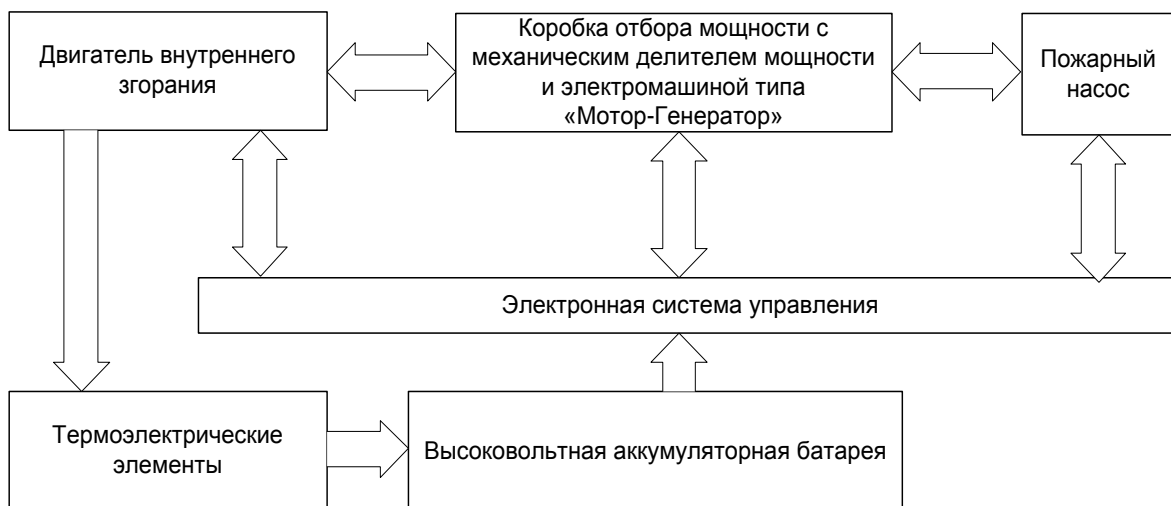 Двигатель внутреннего
згорания
Коробка отбора мощности с
механическим делителем мощности
и электромашиной типа
«Мотор-Генератор»
Пожарный
насос
Электронная система управления
Термоэлектрические
элементы
Высоковольтная аккумуляторная батарея